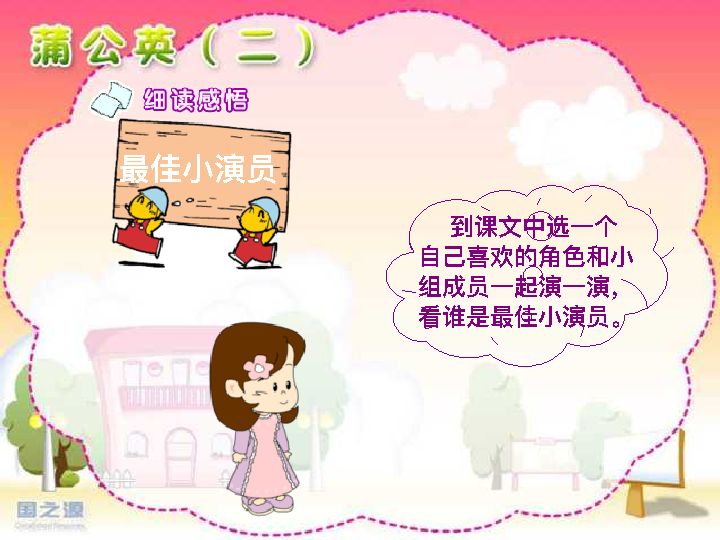 蒲公英（二）
细读感悟
最佳小演员
到课文中选一个
自己喜欢的角色和小
组成员一起演一演，
看谁是最佳小演员。
国之源